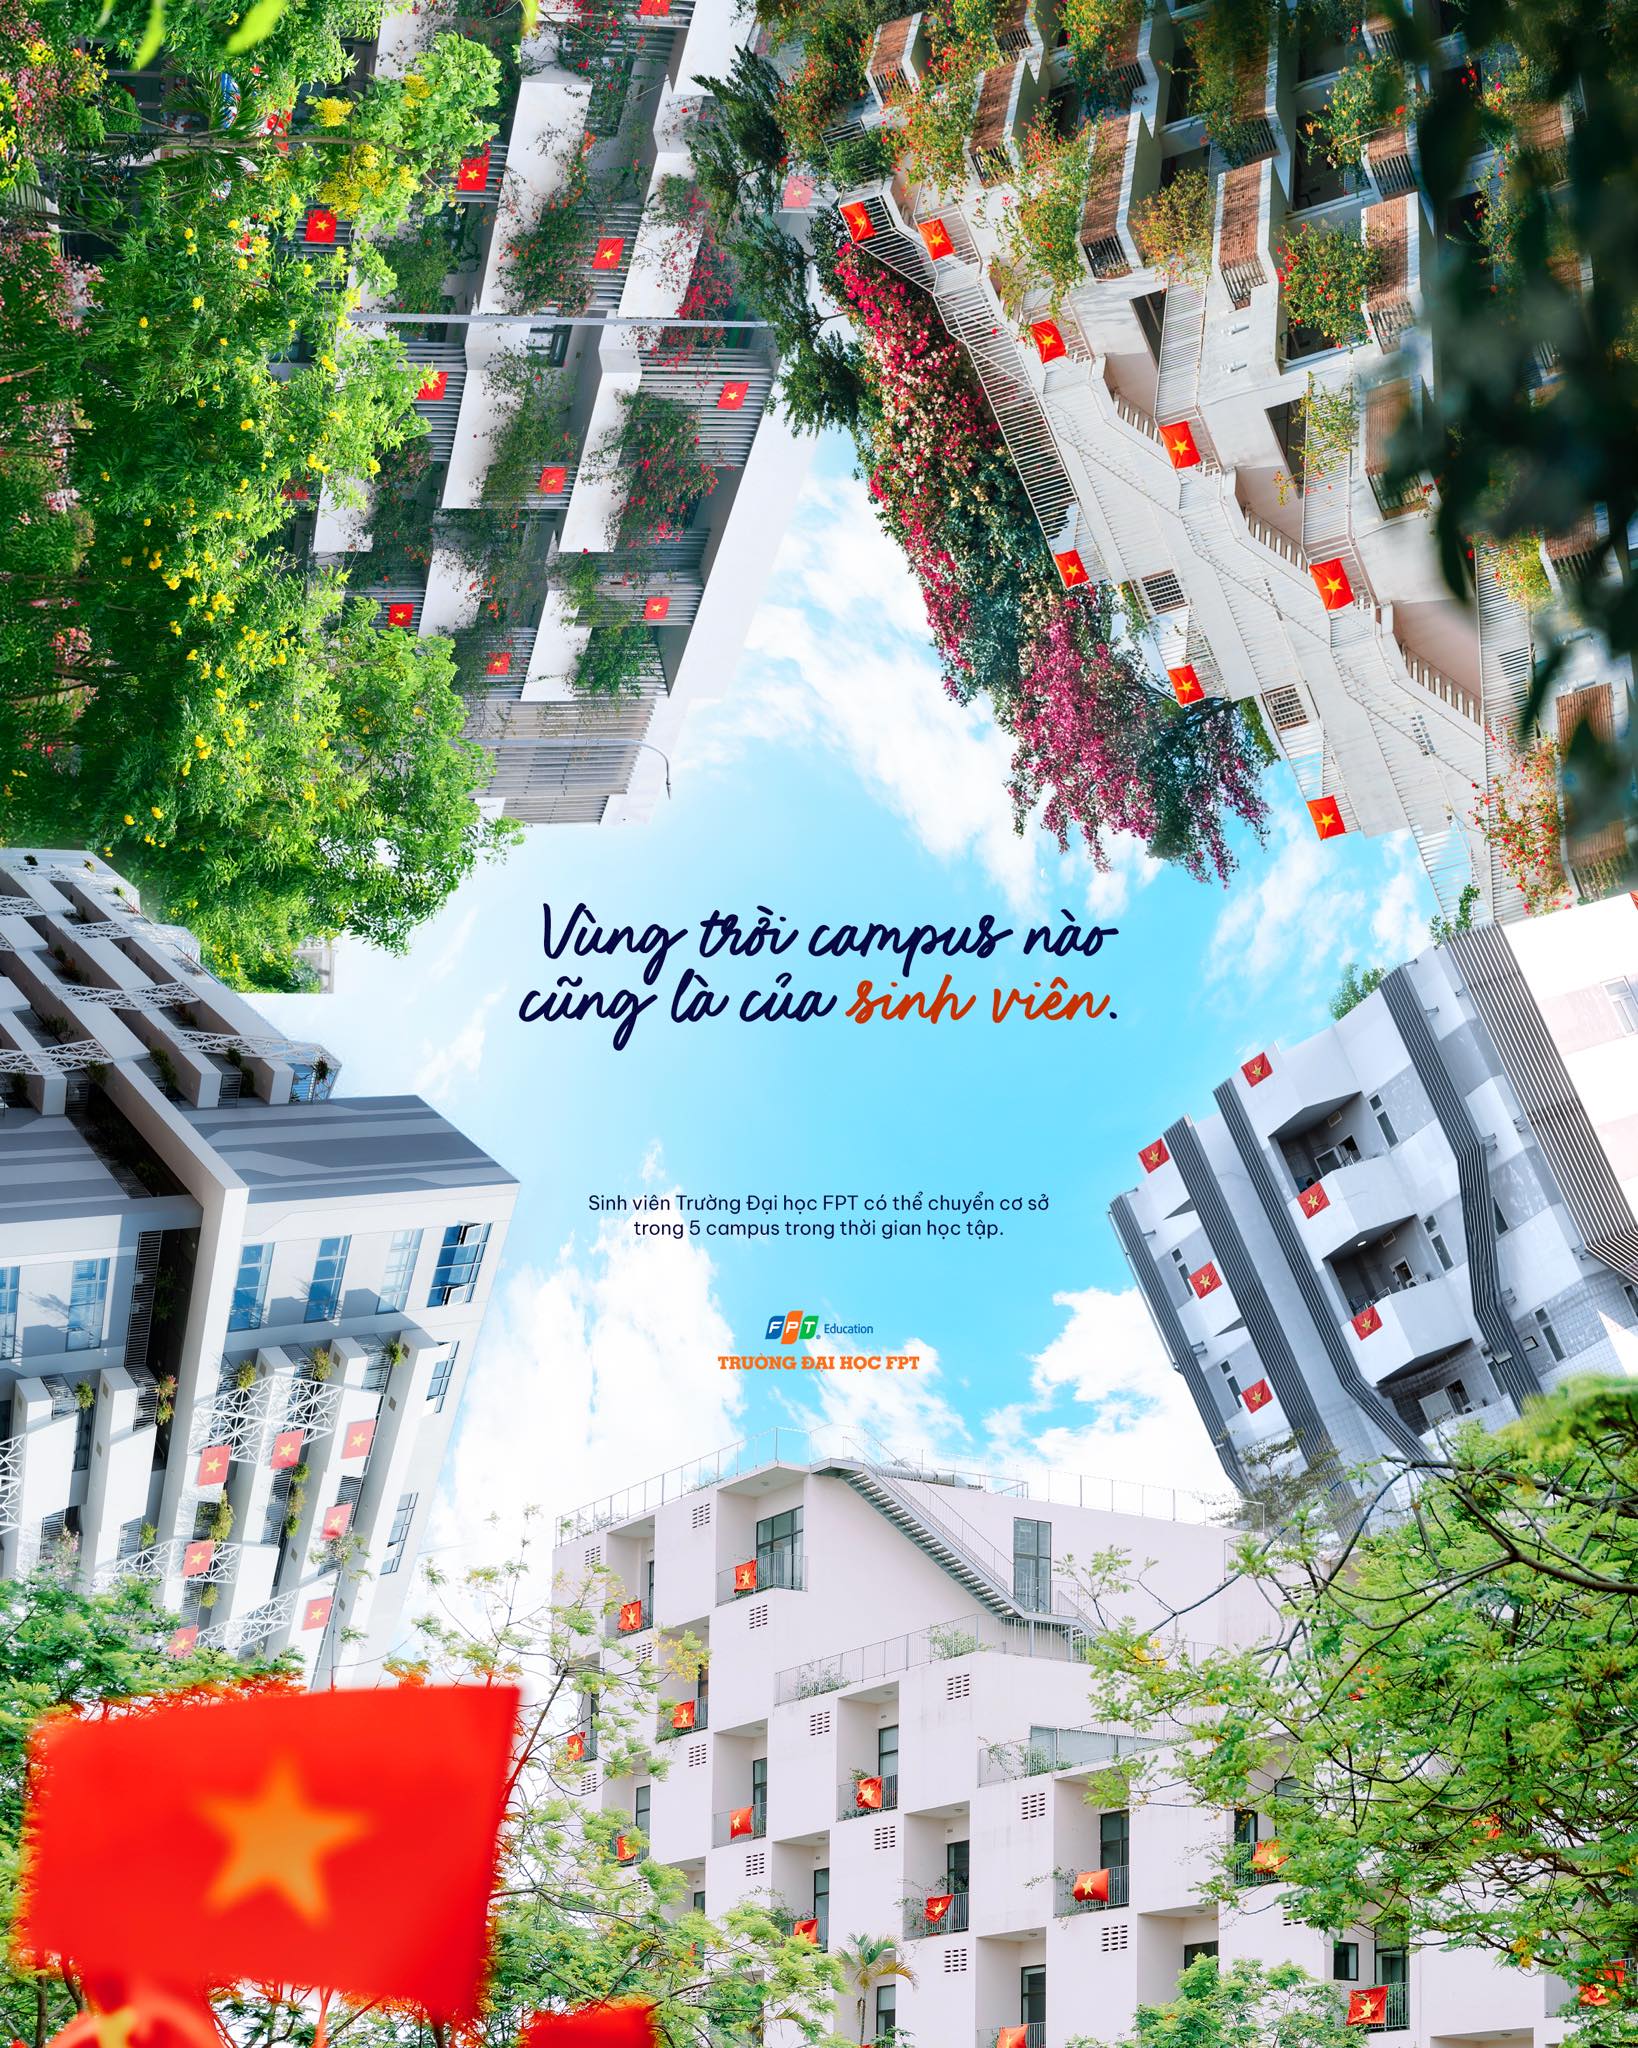 Vùng trời campus nào
cũng là của sinh viên.
Sinh viên Trường Đại học FPT có thể chuyển cơ sở
trong 5 campus trong thời gian học tập.
FPT Education
TRƯỜNG ĐẠI HỌC FPT